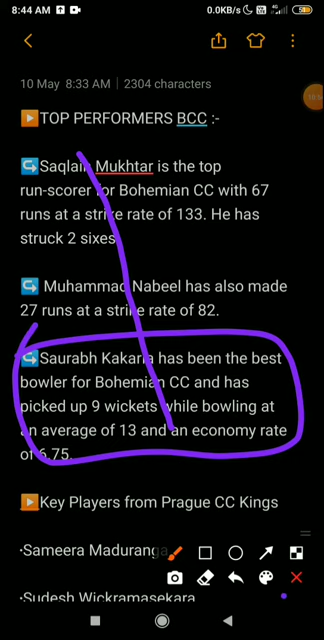 8:44 AM
0.0KB/s
4G
10 May 8:33 AM | 2304 characters
TOP PERFORMERS BCC :-
Saqlain Mukhtar is the top
run-scorer for Bohemian CC with 67
runs at a strike rate of 133. He has
struck 2 sixes
Muhammad Nabeel has also made
27 runs at a strike rate of 82.
Saurabh Kakaria has been the best
bowler for Bohemian CC and has
picked up 9 wickets while bowling at
an average of 13 and an economy rate
of 6.75.
Key Players from Prague CC Kings
·Sameera Maduranga
·Sudesh Wickramasekara